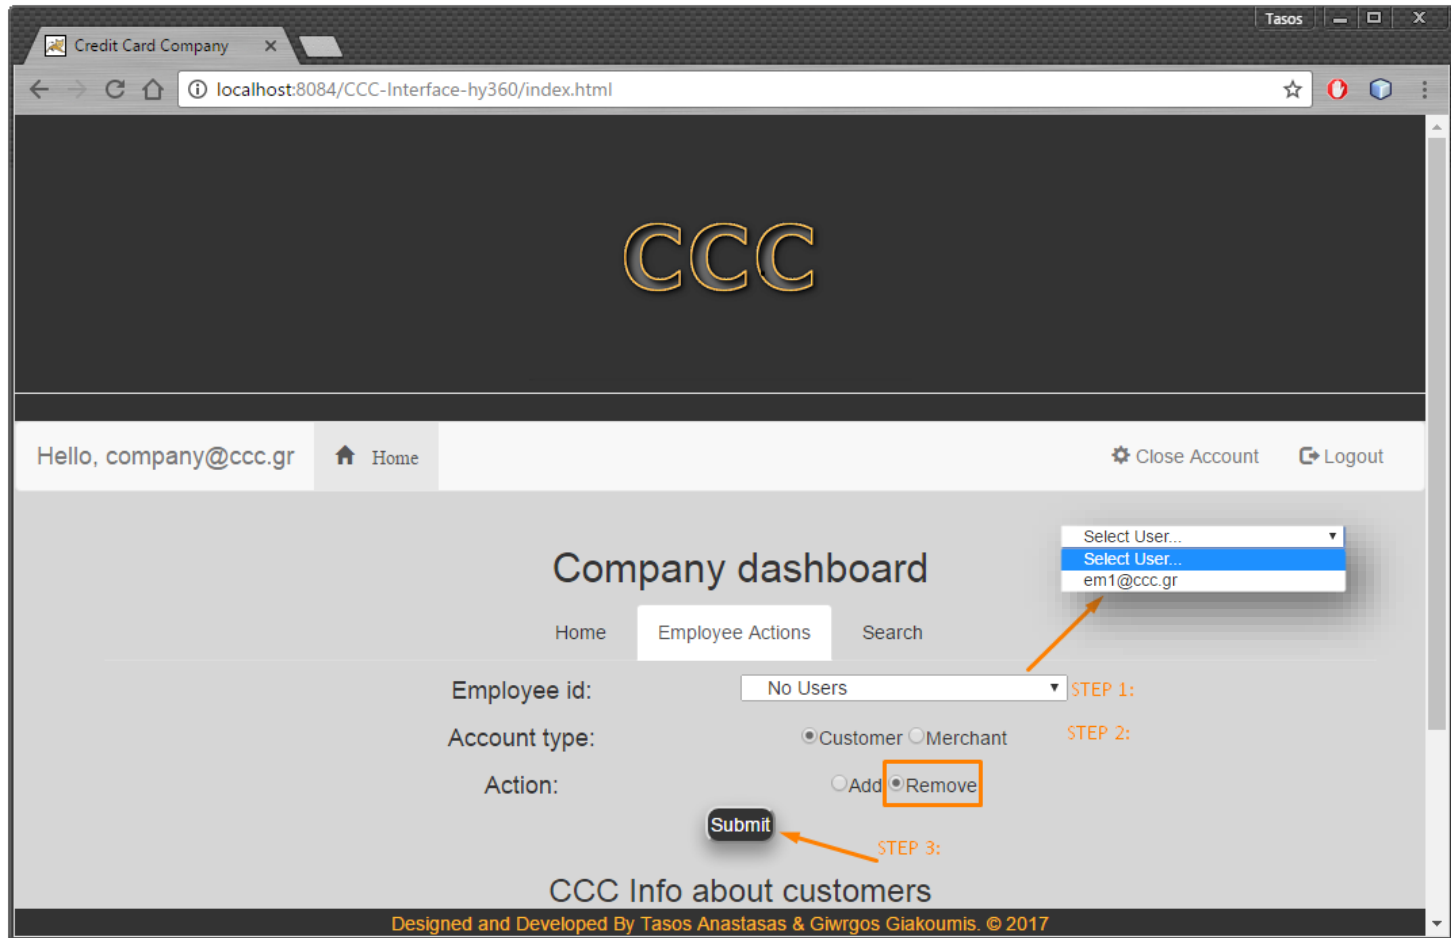 Tasos
Credit Card Company
localhost:8084/CCC-Interface-hy360/index.html
CCC
Hello, company@ccc.gr
Home
Close Account
Logout
Select User...
Select User...
em1@ccc.gr
Company dashboard
Home
Employee Actions
Search
Employee id:
No Users
STEP 1:
Account type:
Customer
Merchant
STEP 2:
Action:
Add
Remove
Submit
STEP 3:
CCC Info about customers
Designed and Developed By Tasos Anastasas & Giwrgos Giakoumis. © 2017